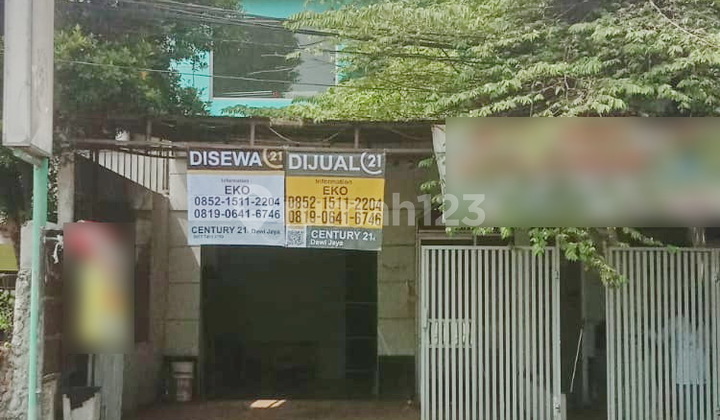 DISEWA 21
Information
EKO
0852-1511-2204
0819-0641-6746
CENTURY 21 Dewi Jaya
DIJUAL 21
Information
EKO
0852-1511-2204
0819-0641-6746
CENTURY 21
Dewi Jaya